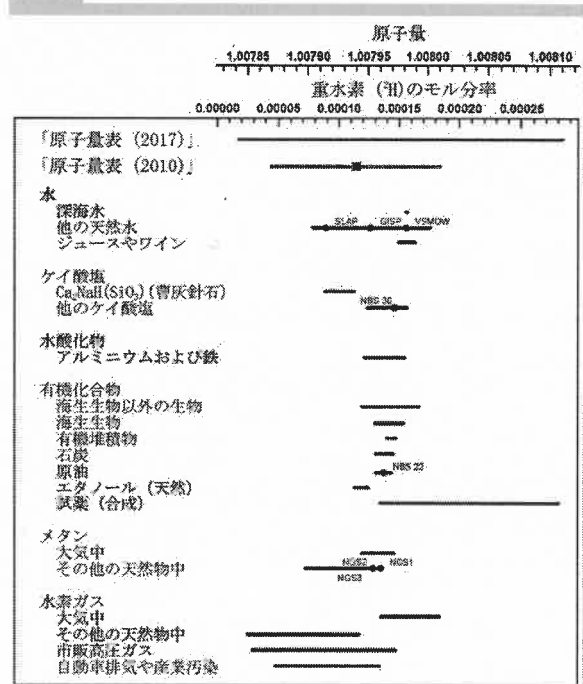 原子量
1.00785 1.00790 1.00795 1.00800 1.00805 1.00810
重水素 (²H)のモル分率
0.00000 0.00005 0.00010 0.00015 0.00020 0.00025
「原子量表 (2017)」
「原子量表 (2010)」
水
深海水
他の天然水 SLAP GISP VSMOW
ジュースやワイン
ケイ酸塩
Ca₂NaH(SiO₃)(曹灰針石)
他のケイ酸塩 NBS 30
水酸化物
アルミニウムおよび鉄
有機化合物
海生生物以外の生物
海生生物
有機堆積物
石炭
原油 NBS 22
エタノール (天然)
試薬 (合成)
メタン
大気中
その他の天然物中 NGS2 NGS1
NGS3
水素ガス
大気中
その他の天然物中
市販高圧ガス
自動車排気や産業汚染